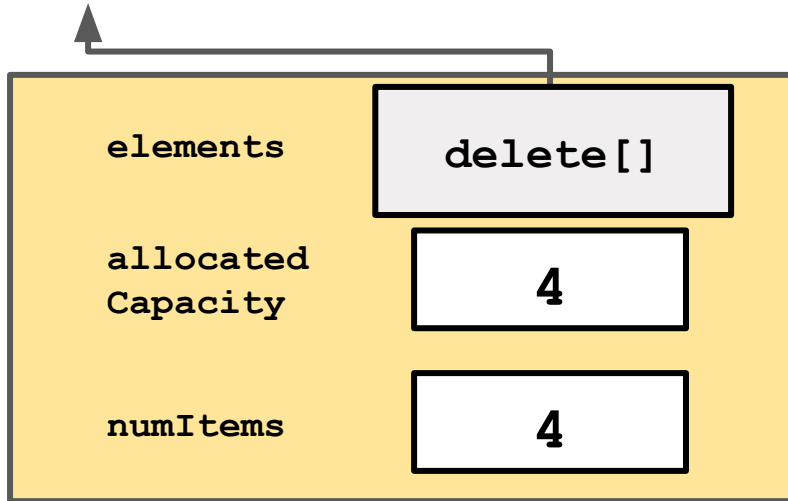 elements
delete[]
allocated
Capacity
4
numItems
4